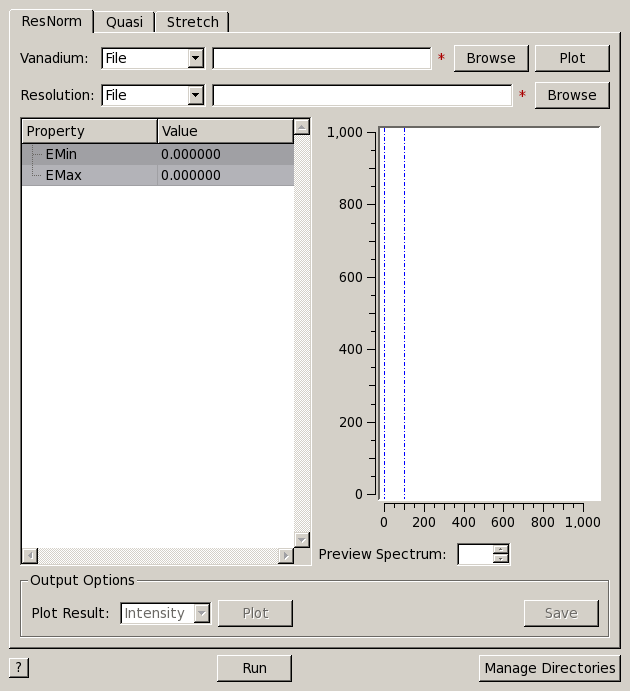 ResNorm Quasi Stretch
Vanadium: File * Browse Plot
Resolution: File * Browse
Property Value
EMin 0.000000
EMax 0.000000
1,000
800
600
400
200
0
0 200 400 600 800 1,000
Preview Spectrum:
Output Options
Plot Result: Intensity Plot Save
? Run Manage Directories